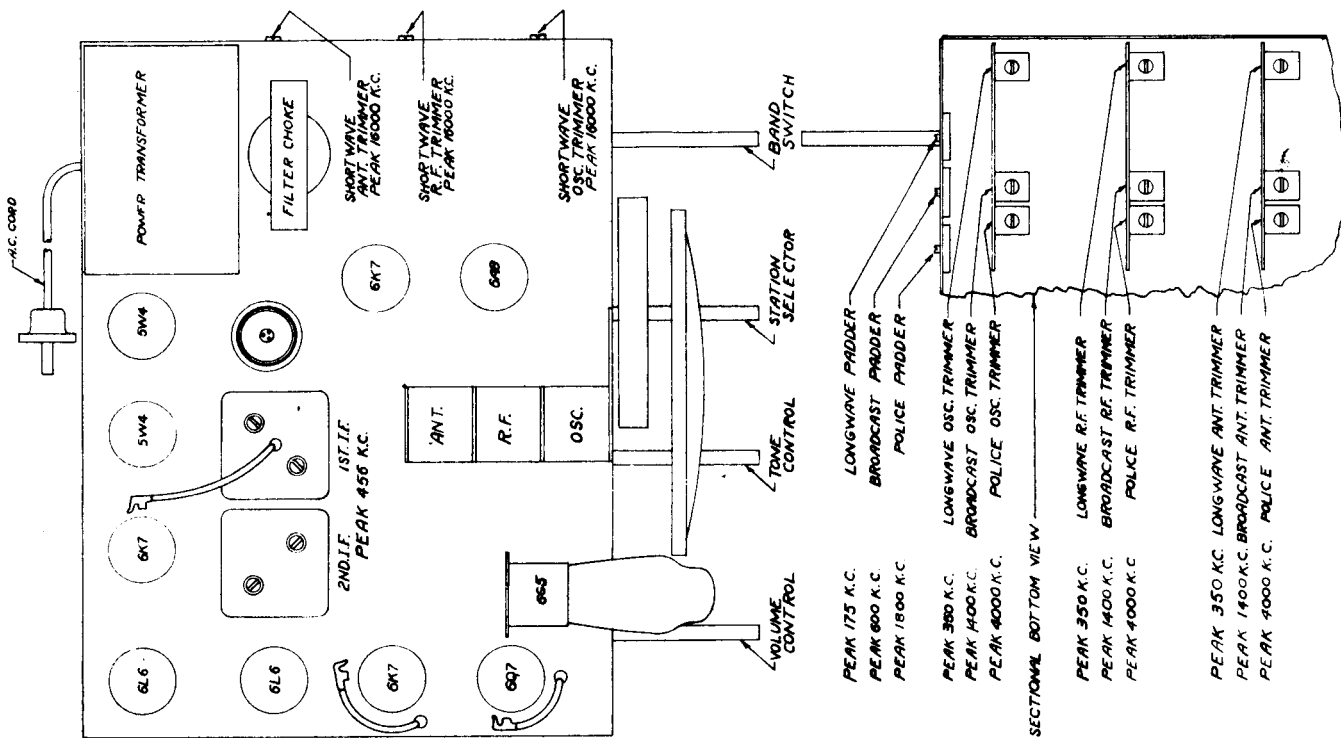 A.C. CORD
POWER TRANSFORMER
FILTER CHOKE
SHORTWAVE
ANT. TRIMMER
PEAK 16000 K.C.
SHORTWAVE
R.F. TRIMMER
PEAK 16000 K.C.
SHORTWAVE
OSC. TRIMMER
PEAK 16000 K.C.
5W4
5W4
6K7
6L6
6L6
6K7
6Q7
6K7
6A8
1ST. I.F.
2ND. I.F.
PEAK 456 K.C.
ANT.
R.F.
OSC.
6G5
VOLUME
CONTROL
TONE
CONTROL
STATION
SELECTOR
BAND
SWITCH
PEAK 175 K.C. LONGWAVE PADDER
PEAK 600 K.C. BROADCAST PADDER
PEAK 1800 K.C. POLICE PADDER
PEAK K.C. LONGWAVE OSC. TRIMMER
PEAK 1400 K.C. BROADCAST OSC. TRIMMER
PEAK 4000 K.C. POLICE OSC. TRIMMER
SECTIONAL BOTTOM VIEW
PEAK 350 K.C. LONGWAVE R.F. TRIMMER
PEAK 1400 K.C. BROADCAST R.F. TRIMMER
PEAK 4000 K.C POLICE R.F. TRIMMER
PEAK 350 K.C. LONGWAVE ANT. TRIMMER
PEAK 1400 K.C. BROADCAST ANT. TRIMMER
PEAK 4000 K.C. POLICE ANT. TRIMMER